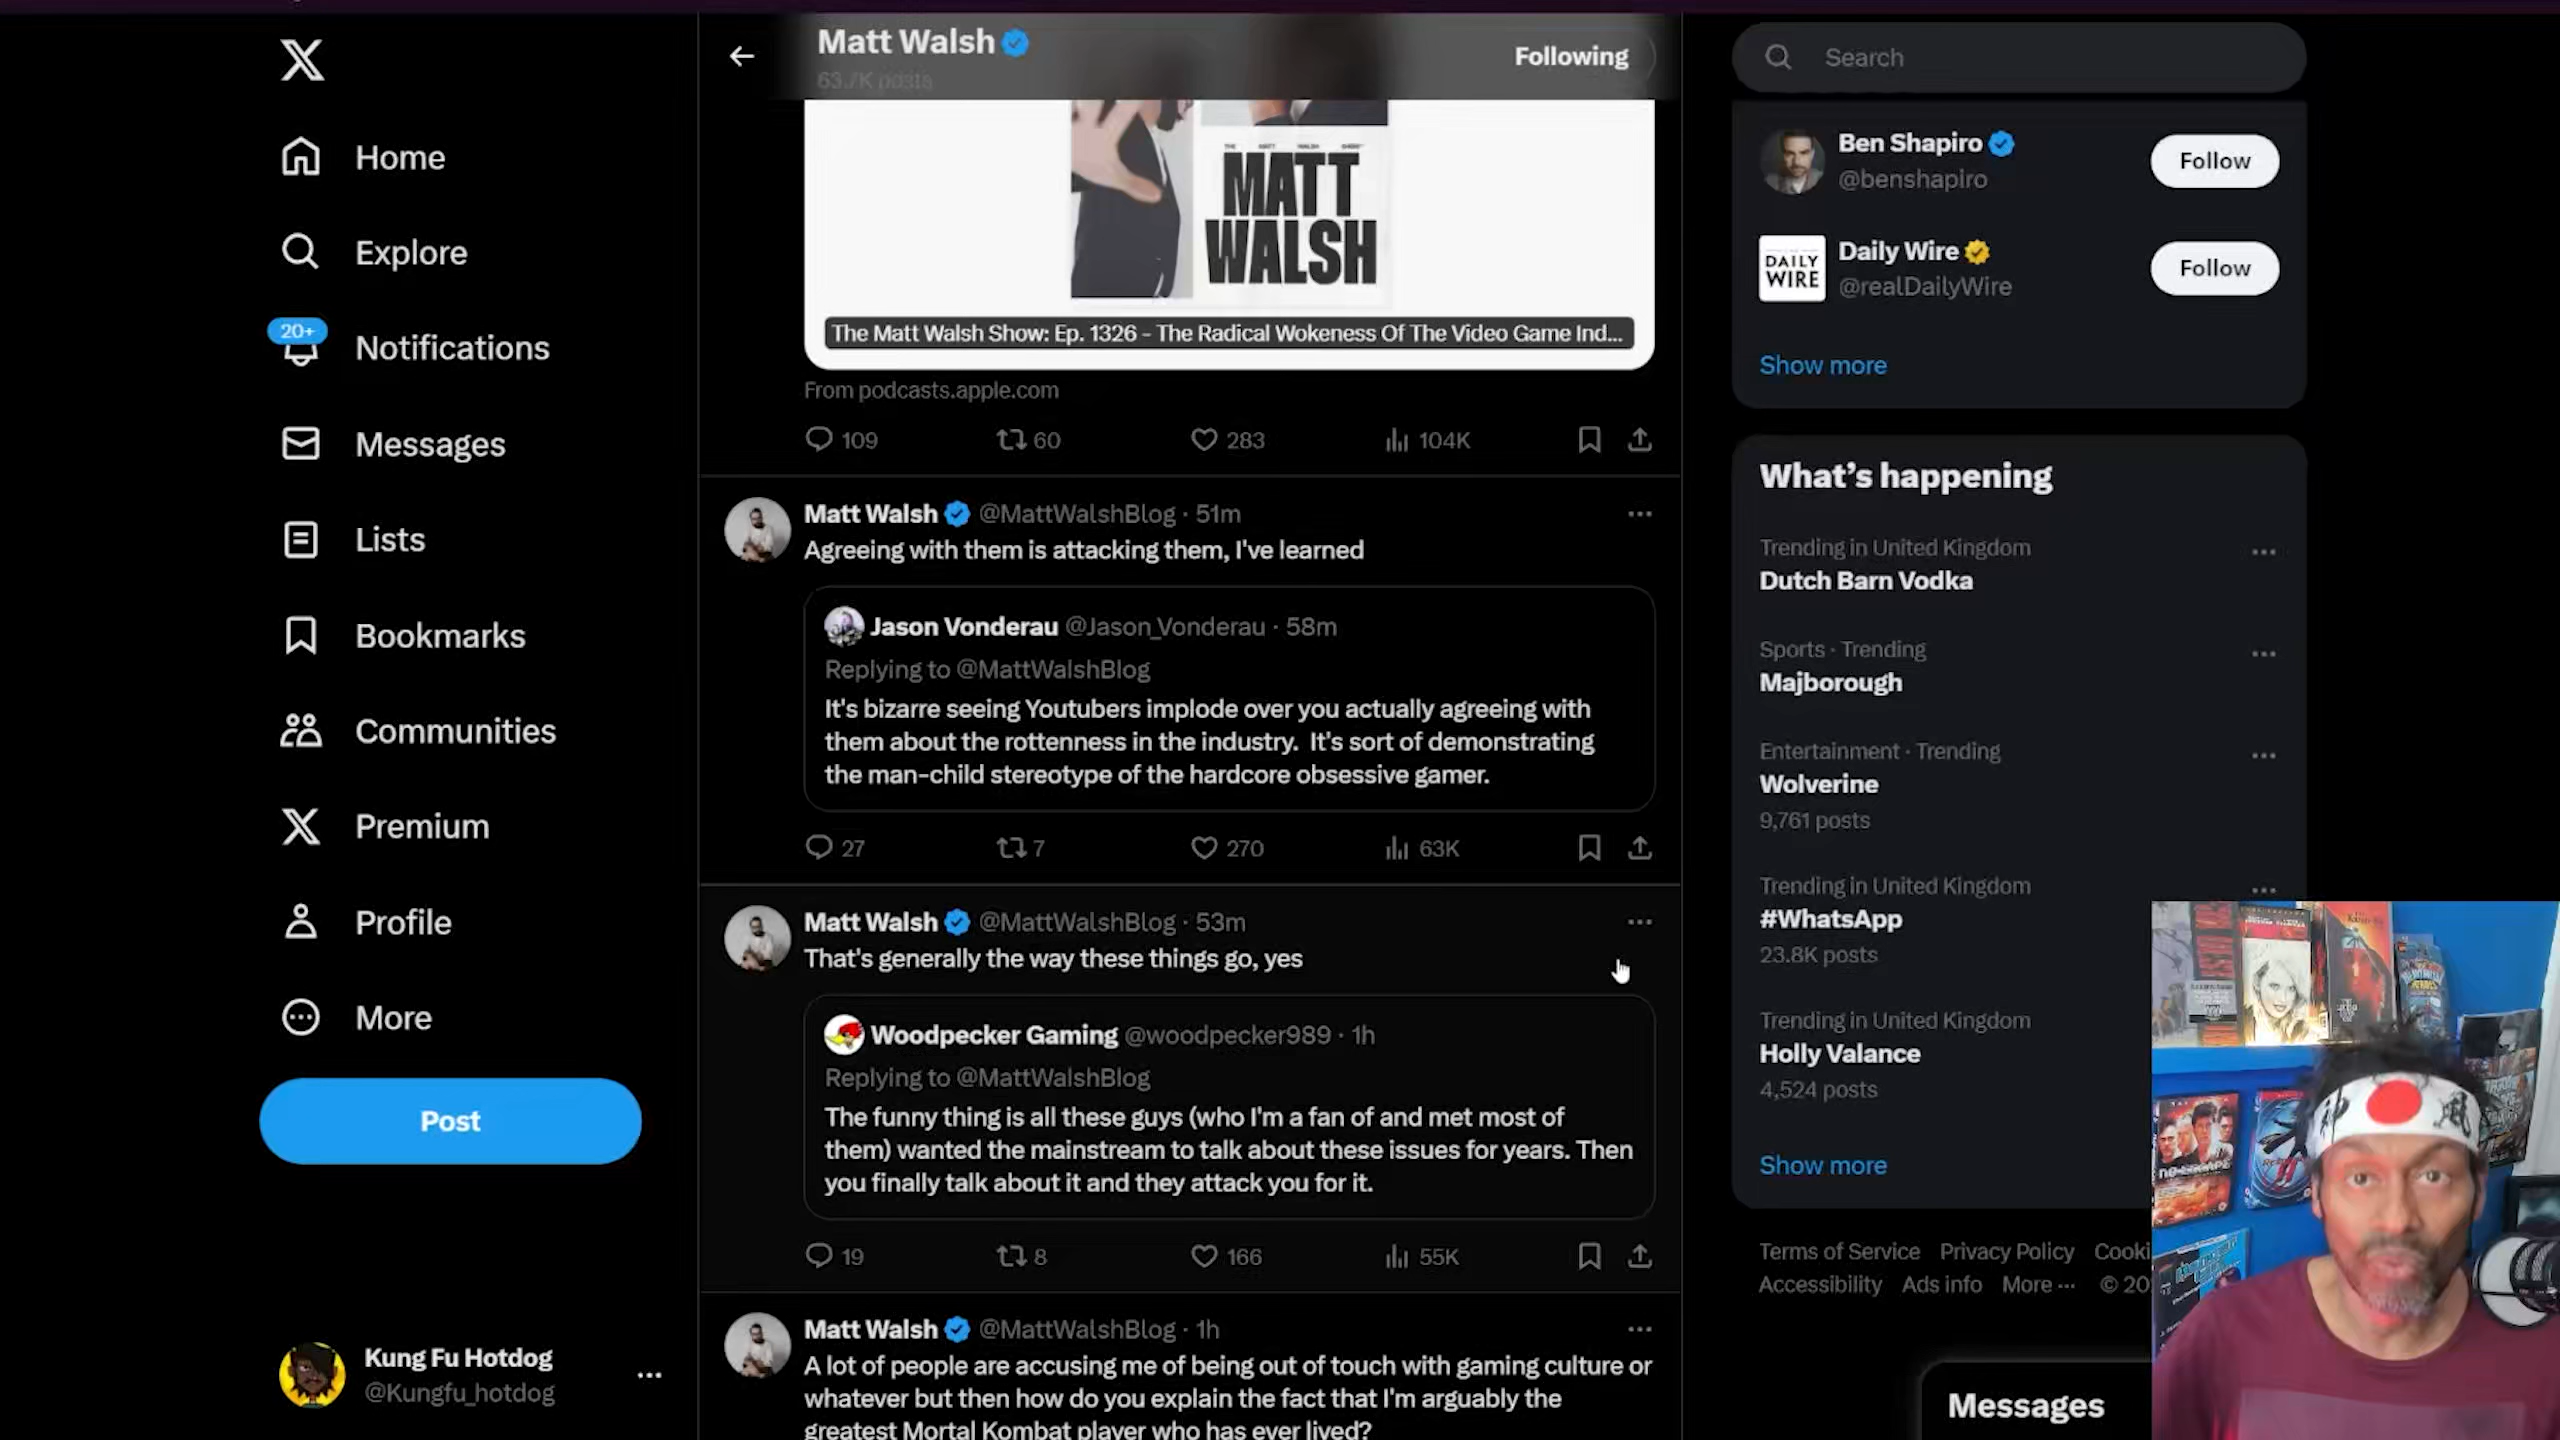 Home
Explore
20+
Notifications
Messages
Lists
Bookmarks
Communities
Premium
Profile
More
Post
Kung Fu Hotdog
@Kungfu_hotdog
Matt Walsh
63.7K posts
Following
MATT
WALSH
The Matt Walsh Show: Ep. 1326 - The Radical Wokeness Of The Video Game Ind...
From podcasts.apple.com
109 60 283 104K
Matt Walsh @MattWalshBlog · 51m
Agreeing with them is attacking them, I've learned
Jason Vonderau @Jason_Vonderau · 58m
Replying to @MattWalshBlog
It's bizarre seeing Youtubers implode over you actually agreeing with
them about the rottenness in the industry. It's sort of demonstrating
the man-child stereotype of the hardcore obsessive gamer.
27 7 270 63K
Matt Walsh @MattWalshBlog · 53m
That's generally the way these things go, yes
Woodpecker Gaming @woodpecker989 · 1h
Replying to @MattWalshBlog
The funny thing is all these guys (who I'm a fan of and met most of
them) wanted the mainstream to talk about these issues for years. Then
you finally talk about it and they attack you for it.
19 8 166 55K
Matt Walsh @MattWalshBlog · 1h
A lot of people are accusing me of being out of touch with gaming culture or
whatever but then how do you explain the fact that I'm arguably the
greatest Mortal Kombat player who has ever lived?
Search
Ben Shapiro
@benshapiro
Follow
DAILY
WIRE
Daily Wire
@realDailyWire
Follow
Show more
What's happening
Trending in United Kingdom
Dutch Barn Vodka
Sports · Trending
Majborough
Entertainment · Trending
Wolverine
9,761 posts
Trending in United Kingdom
#WhatsApp
23.8K posts
Trending in United Kingdom
Holly Valance
4,524 posts
Show more
Terms of Service Privacy Policy Cooki
Accessibility Ads info More ··· © 20
Messages